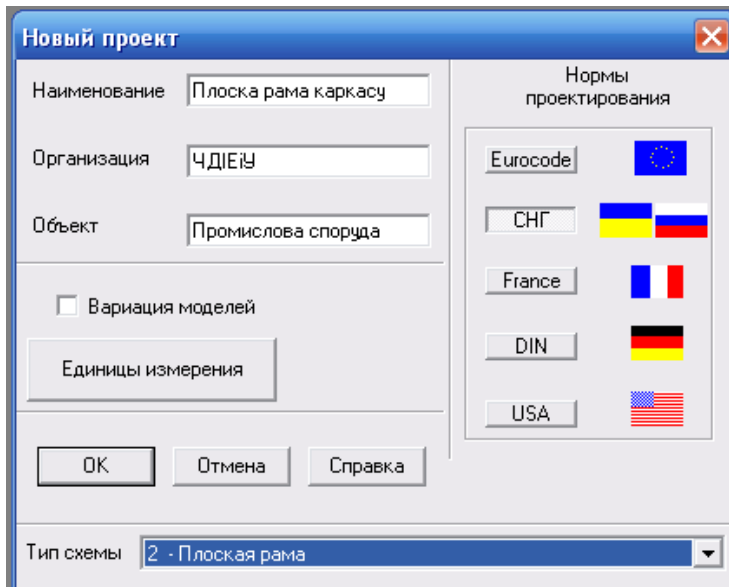 Новый проект
Наименование Плоска рама каркасу
Организация ЧДІЕіУ
Объект Промислова споруда
Вариация моделей
Единицы измерения
ОК Отмена Справка
Нормы
проектирования
Eurocode
СНГ
France
DIN
USA
Тип схемы 2 - Плоская рама